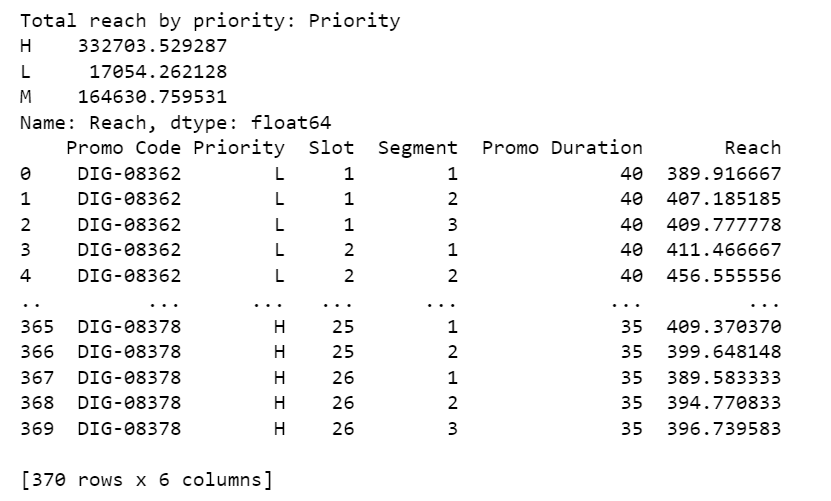 Total reach by priority: Priority
H    332703.529287
L     17054.262128
M    164630.759531
Name: Reach, dtype: float64
    Promo Code Priority  Slot  Segment  Promo Duration       Reach
0    DIG-08362        L     1        1              40  389.916667
1    DIG-08362        L     1        2              40  407.185185
2    DIG-08362        L     1        3              40  409.777778
3    DIG-08362        L     2        1              40  411.466667
4    DIG-08362        L     2        2              40  456.555556
..         ...      ...   ...      ...             ...         ...
365  DIG-08378        H    25        1              35  409.370370
366  DIG-08378        H    25        2              35  399.648148
367  DIG-08378        H    26        1              35  389.583333
368  DIG-08378        H    26        2              35  394.770833
369  DIG-08378        H    26        3              35  396.739583
[370 rows x 6 columns]